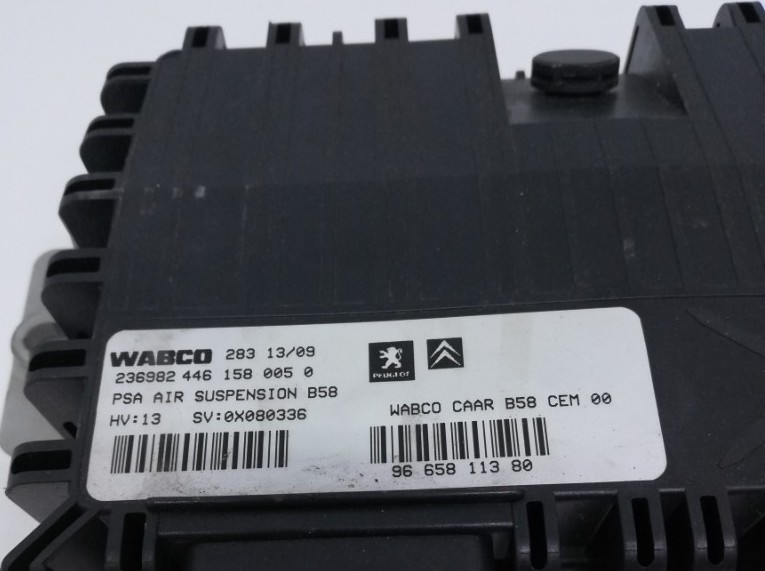 WABCO 283 13/09
236982 446 158 005 0
PSA AIR SUSPENSION B58
HV:13 SV:0X080336
PEUGEOT
WABCO CAAR B58 CEM 00
96 658 113 80